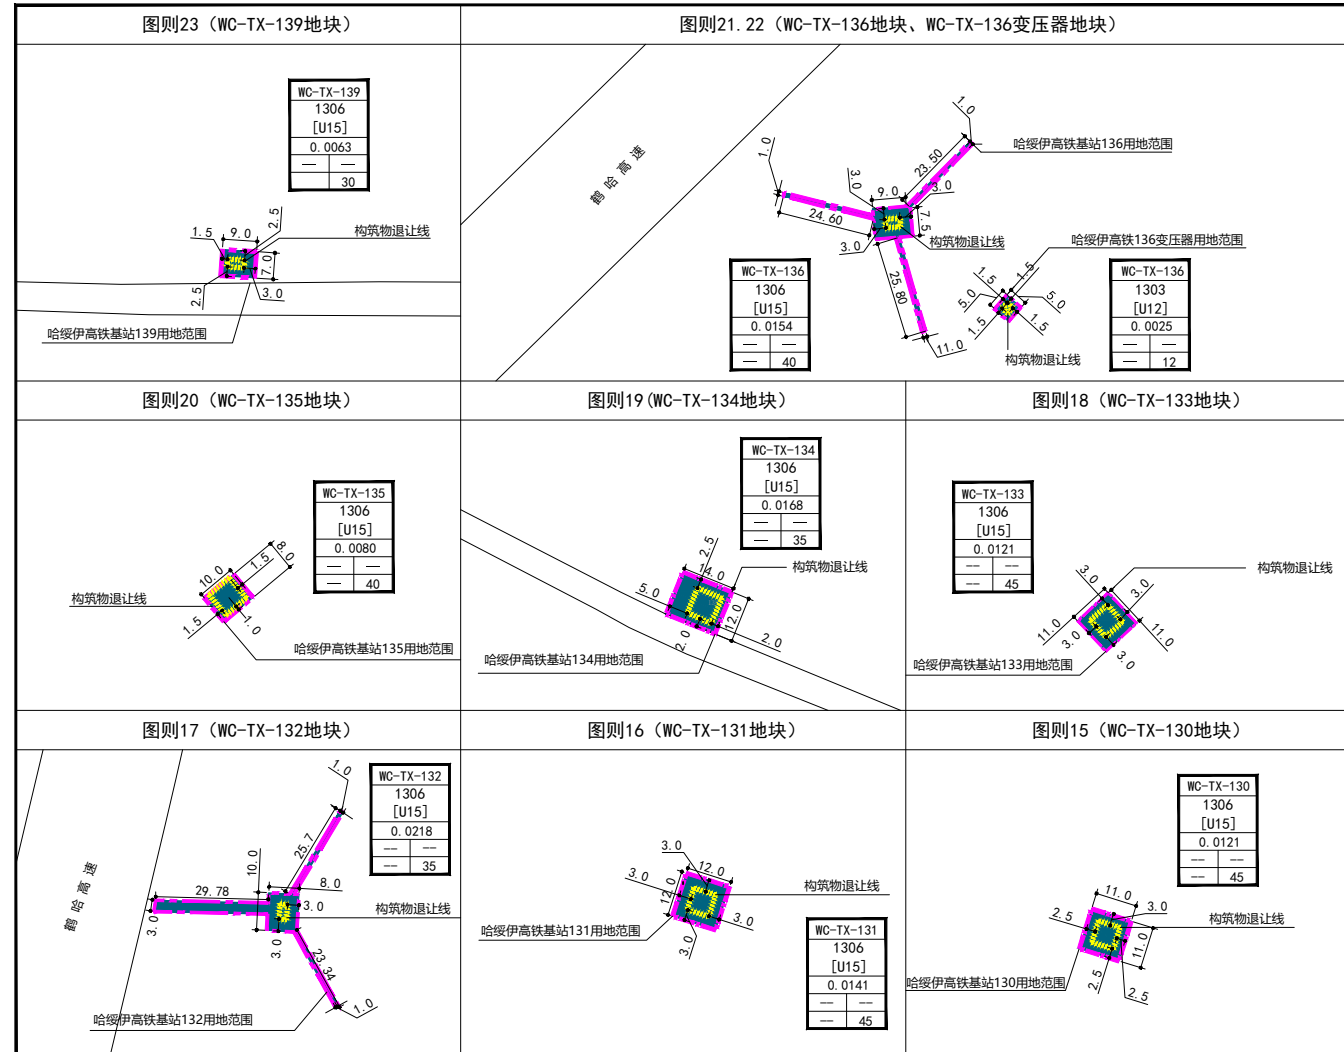 图则23（WC-TX-139地块）
WC-TX-139
1306
[U15]
0.0063
— —
30
1.5
9.0
2.5
构筑物退让线
7.0
2.5
3.0
哈绥伊高铁基站139用地范围
图则21.22（WC-TX-136地块、WC-TX-136变压器地块）
鹤哈高速
1.0
1.0
哈绥伊高铁基站136用地范围
23.50
3.0
9.0
3.0
24.60
7.5
3.0
构筑物退让线
哈绥伊高铁136变压器用地范围
25.80
11.0
WC-TX-136
1306
[U15]
0.0154
— —
— 40
1.5
1.5
5.0
5.0
1.5
1.5
构筑物退让线
WC-TX-136
1303
[U12]
0.0025
— —
— 12
图则20（WC-TX-135地块）
WC-TX-135
1306
[U15]
0.0080
— —
— 40
8.0
1.5
10.0
构筑物退让线
1.5
1.0
哈绥伊高铁基站135用地范围
图则19(WC-TX-134地块）
WC-TX-134
1306
[U15]
0.0168
— —
— 35
2.5
14.0
构筑物退让线
5.0
12.0
2.0
2.0
哈绥伊高铁基站134用地范围
图则18（WC-TX-133地块）
WC-TX-133
1306
[U15]
0.0121
—— ——
—— 45
构筑物退让线
3.0
3.0
11.0
11.0
3.0
3.0
哈绥伊高铁基站133用地范围
图则17（WC-TX-132地块）
鹤哈高速
1.0
WC-TX-132
1306
[U15]
0.0218
—— ——
—— 35
25.7
10.0
8.0
29.78
3.0
构筑物退让线
3.0
3.0
23.34
1.0
哈绥伊高铁基站132用地范围
图则16（WC-TX-131地块）
3.0
12.0
3.0
构筑物退让线
12.0
3.0
3.0
哈绥伊高铁基站131用地范围
WC-TX-131
1306
[U15]
0.0141
—— ——
—— 45
图则15（WC-TX-130地块）
WC-TX-130
1306
[U15]
0.0121
—— ——
—— 45
11.0
3.0
2.5
构筑物退让线
11.0
2.5
2.5
哈绥伊高铁基站130用地范围